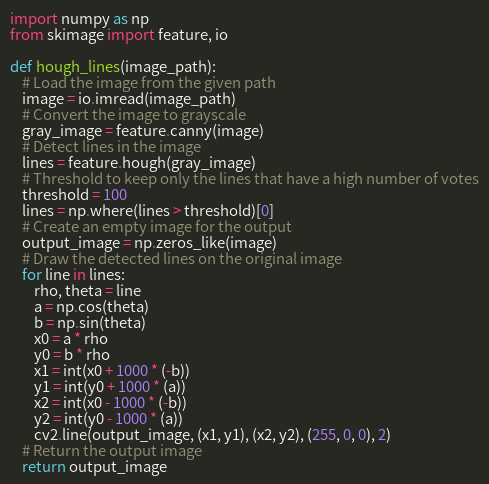 import numpy as np
from skimage import feature, io

def hough_lines(image_path):
    # Load the image from the given path
    image = io.imread(image_path)
    # Convert the image to grayscale
    gray_image = feature.canny(image)
    # Detect lines in the image
    lines = feature.hough(gray_image)
    # Threshold to keep only the lines that have a high number of votes
    threshold = 100
    lines = np.where(lines > threshold)[0]
    # Create an empty image for the output
    output_image = np.zeros_like(image)
    # Draw the detected lines on the original image
    for line in lines:
        rho, theta = line
        a = np.cos(theta)
        b = np.sin(theta)
        x0 = a * rho
        y0 = b * rho
        x1 = int(x0 + 1000 * (-b))
        y1 = int(y0 + 1000 * (a))
        x2 = int(x0 - 1000 * (-b))
        y2 = int(y0 - 1000 * (a))
        cv2.line(output_image, (x1, y1), (x2, y2), (255, 0, 0), 2)
    # Return the output image
    return output_image